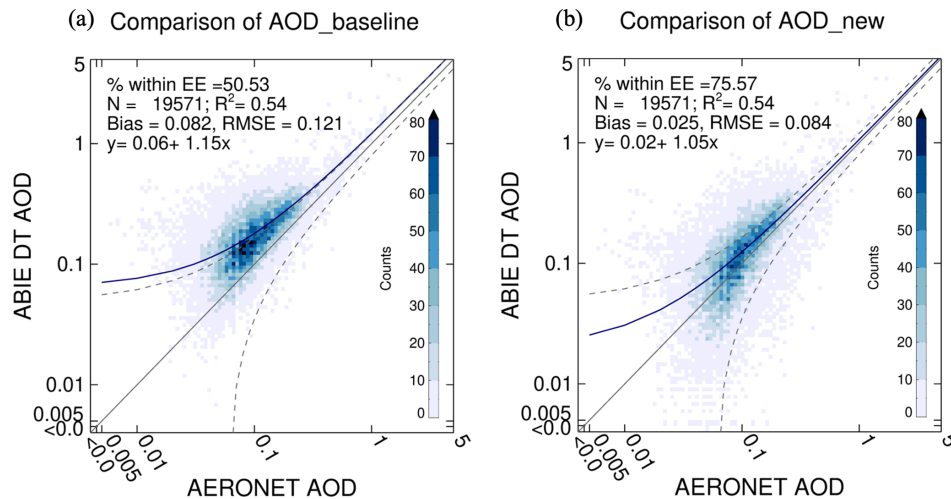 (a) Comparison of AOD_baseline
% within EE =50.53
N =   19571; R²= 0.54
Bias = 0.082, RMSE = 0.121
y= 0.06+ 1.15x
5
1
0.1
0.01
0.005
<0.0
ABIE DT AOD
80
70
60
50
40
30
20
10
0
Counts
<0.0
0.005
0.01
0.1
1
5
AERONET AOD
(b) Comparison of AOD_new
% within EE =75.57
N =   19571; R²= 0.54
Bias = 0.025, RMSE = 0.084
y= 0.02+ 1.05x
5
1
0.1
0.01
0.005
<0.0
ABIE DT AOD
80
70
60
50
40
30
20
10
0
Counts
<0.0
0.005
0.01
0.1
1
5
AERONET AOD